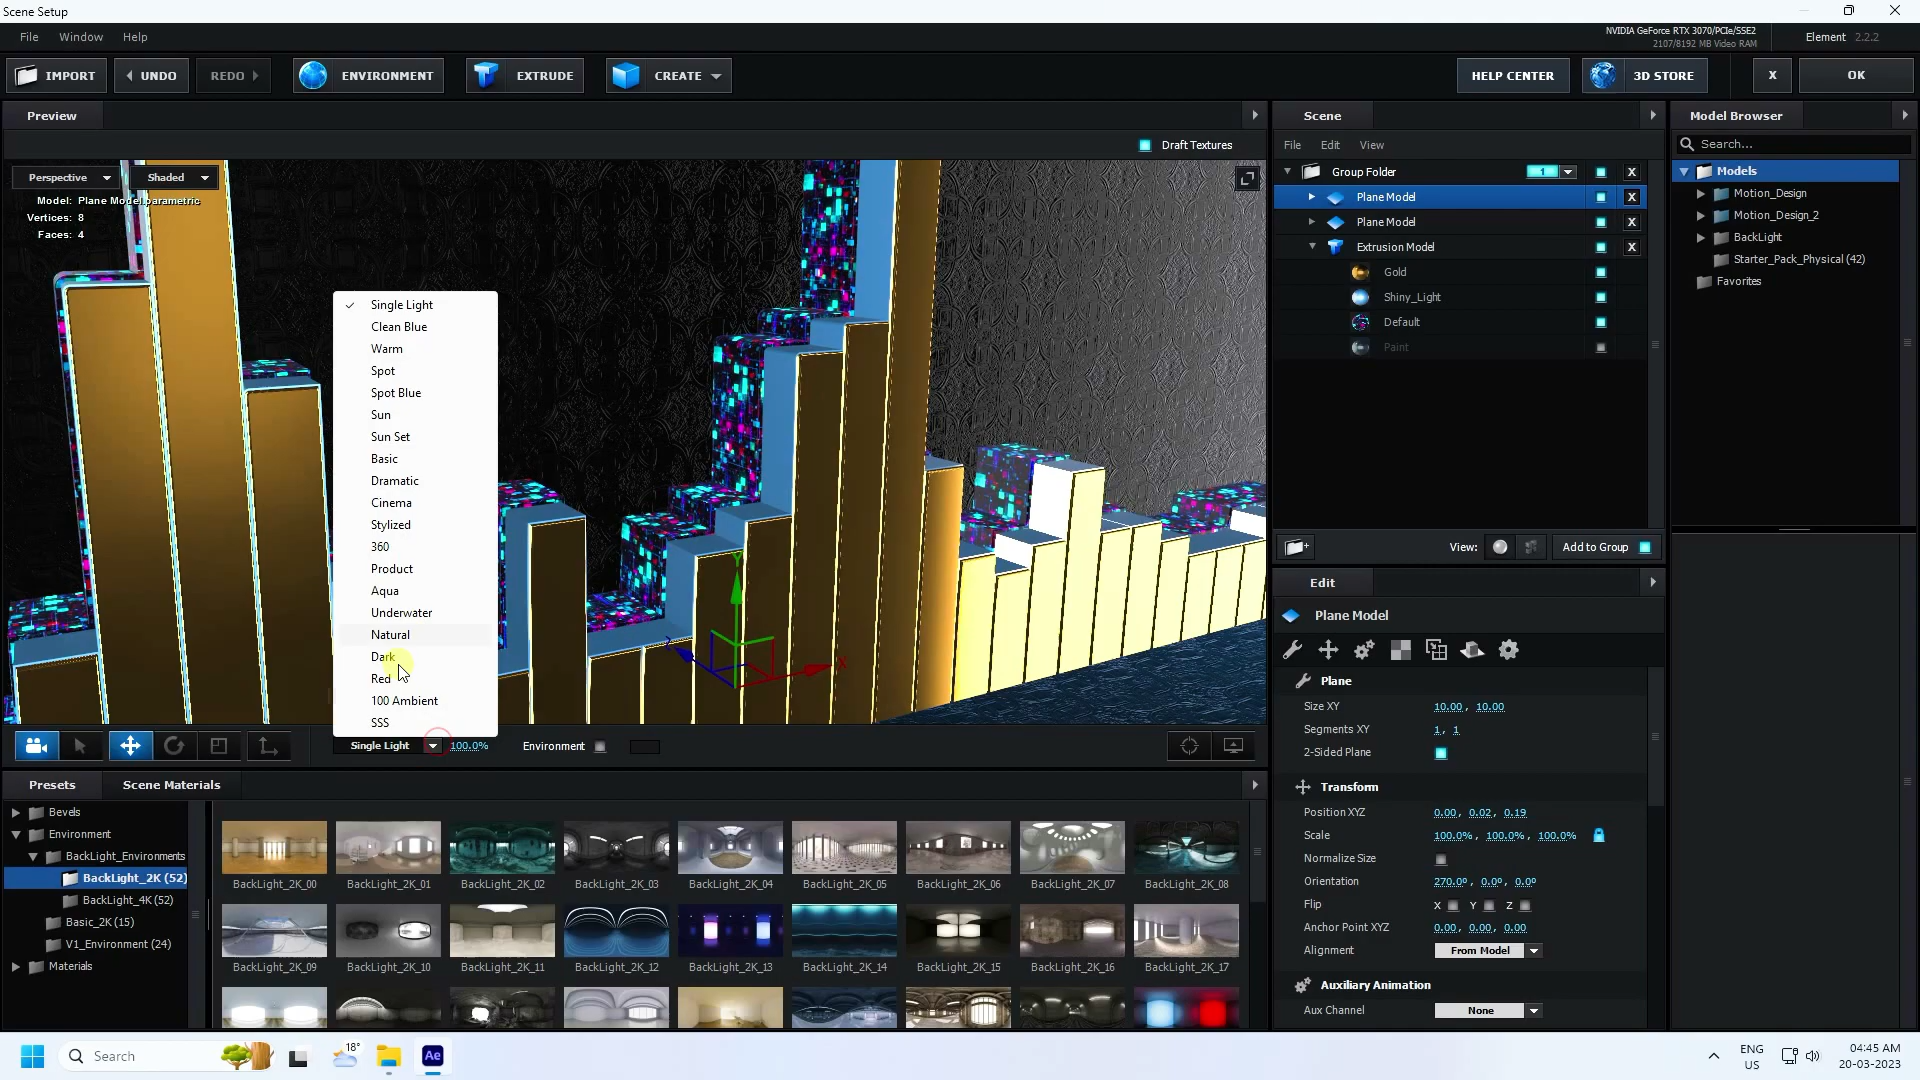 Scene Setup
File Window Help
NVIDIA GeForce RTX 3070/PCIe/SSE2
2107/8192 MB Video RAM
Element 2.2.2
IMPORT UNDO REDO ENVIRONMENT EXTRUDE CREATE HELP CENTER 3D STORE X OK
Preview
Draft Textures
Perspective Shaded
Model: Plane Model.parametric
Vertices: 8
Faces: 4
Single Light
Clean Blue
Warm
Spot
Spot Blue
Sun
Sun Set
Basic
Dramatic
Cinema
Stylized
360
Product
Aqua
Underwater
Natural
Dark
Red
100 Ambient
SSS
Y
X
Z
Single Light 100.0% Environment
Scene
File Edit View
Group Folder 1 X
Plane Model X
Plane Model X
Extrusion Model X
Gold
Shiny_Light
Default
Paint
View: Add to Group
Model Browser
Search...
Models
Motion_Design
Motion_Design_2
BackLight
Starter_Pack_Physical (42)
Favorites
Edit
Plane Model
Plane
Size XY 10.00, 10.00
Segments XY 1, 1
2-Sided Plane
Transform
Position XYZ 0.00, 0.02, 0.19
Scale 100.0%, 100.0%, 100.0%
Normalize Size
Orientation 270.0º, 0.0º, 0.0º
Flip X Y Z
Anchor Point XYZ 0.00, 0.00, 0.00
Alignment From Model
Auxiliary Animation
Aux Channel None
Presets Scene Materials
Bevels
Environment
BackLight_Environments
BackLight_2K (52)
BackLight_4K (52)
Basic_2K (15)
V1_Environment (24)
Materials
BackLight_2K_00 BackLight_2K_01 BackLight_2K_02 BackLight_2K_03 BackLight_2K_04 BackLight_2K_05 BackLight_2K_06 BackLight_2K_07 BackLight_2K_08
BackLight_2K_09 BackLight_2K_10 BackLight_2K_11 BackLight_2K_12 BackLight_2K_13 BackLight_2K_14 BackLight_2K_15 BackLight_2K_16 BackLight_2K_17
Search
18°
Ae
ENG
US
04:45 AM
20-03-2023